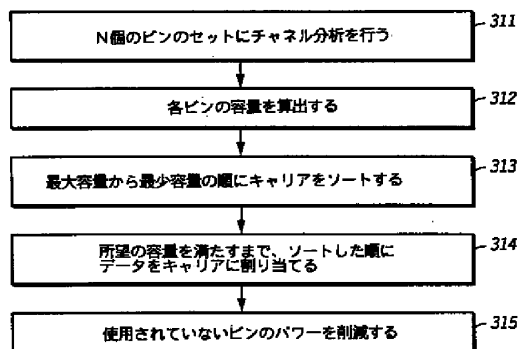 N個のビンのセットにチャネル分析を行う
311
各ビンの容量を算出する
312
最大容量から最少容量の順にキャリアをソートする
313
所望の容量を満たすまで、ソートした順に
データをキャリアに割り当てる
314
使用されていないビンのパワーを削減する
315